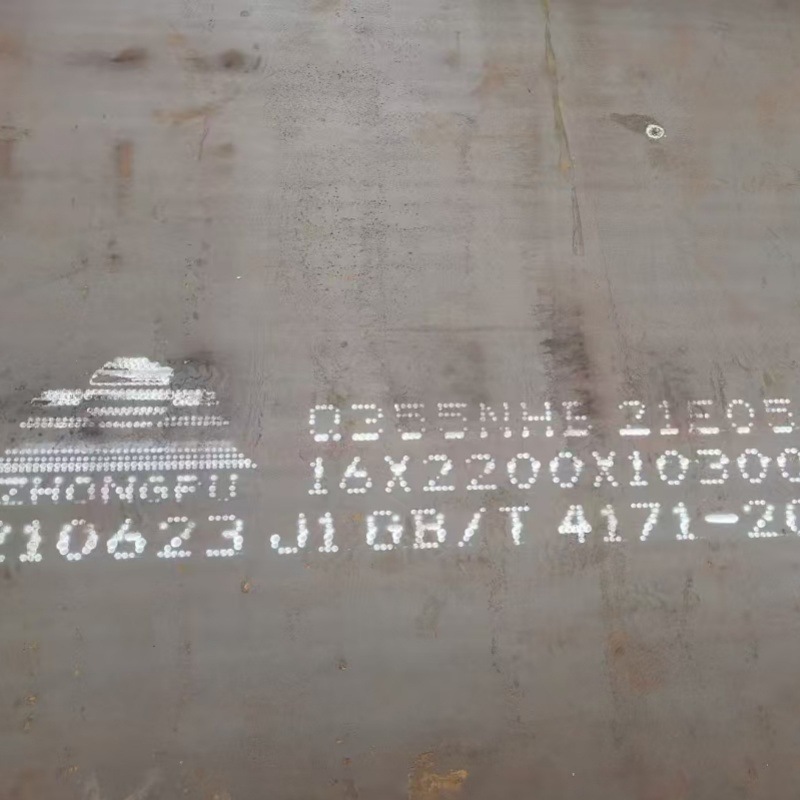 Q355NHE 21E05
16X2200X10300
ZHONGFU
210623 J1 GB/T 4171-20